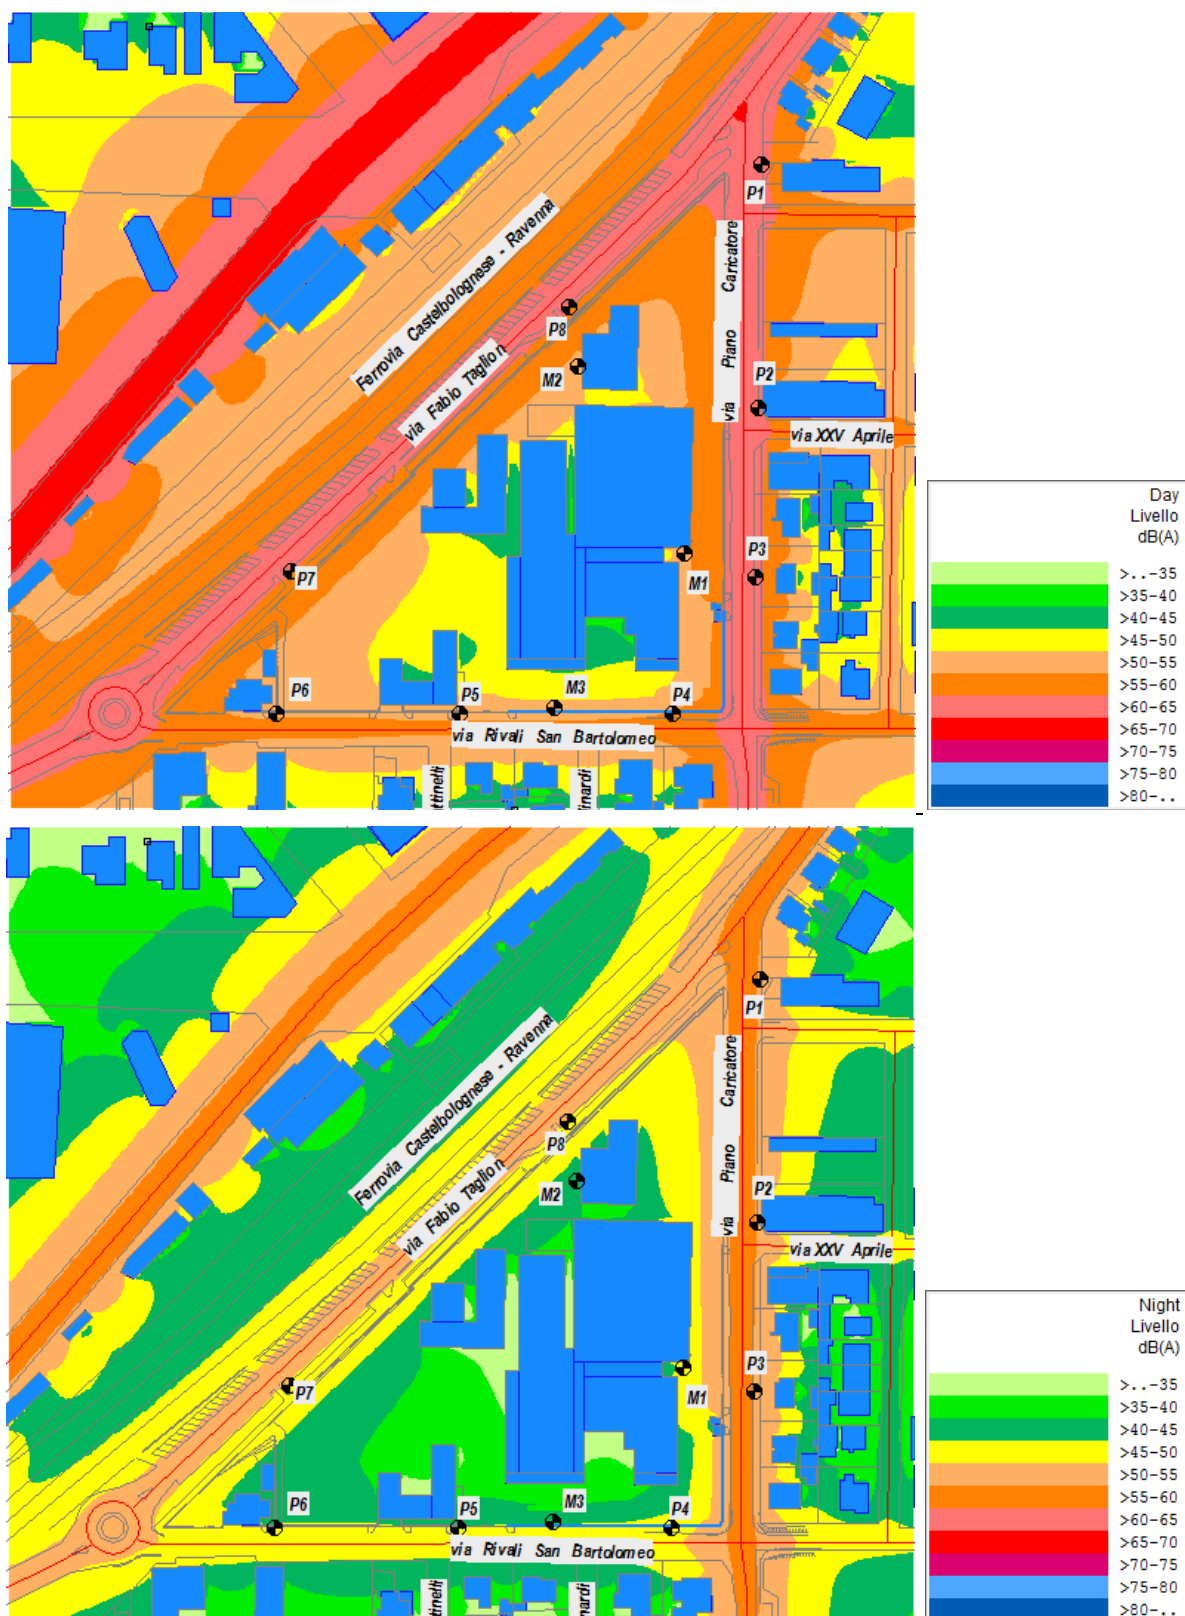 P1
via Piano Caricatore
Ferrovia Castelbolognese - Ravenna
P8
M2
via Fabio Taglion
P2
via XXV Aprile
P3
M1
P7
P6
P5
M3
P4
via Rivali San Bartolomeo
ttinelli
inardi
Day
Livello
dB(A)
>..-35
>35-40
>40-45
>45-50
>50-55
>55-60
>60-65
>65-70
>70-75
>75-80
>80-..
P1
via Piano Caricatore
Ferrovia Castelbolognese - Ravenna
P8
M2
via Fabio Taglion
P2
via XXV Aprile
P3
M1
P7
P6
P5
M3
P4
via Rivali San Bartolomeo
tinelli
inardi
Night
Livello
dB(A)
>..-35
>35-40
>40-45
>45-50
>50-55
>55-60
>60-65
>65-70
>70-75
>75-80
>80-..